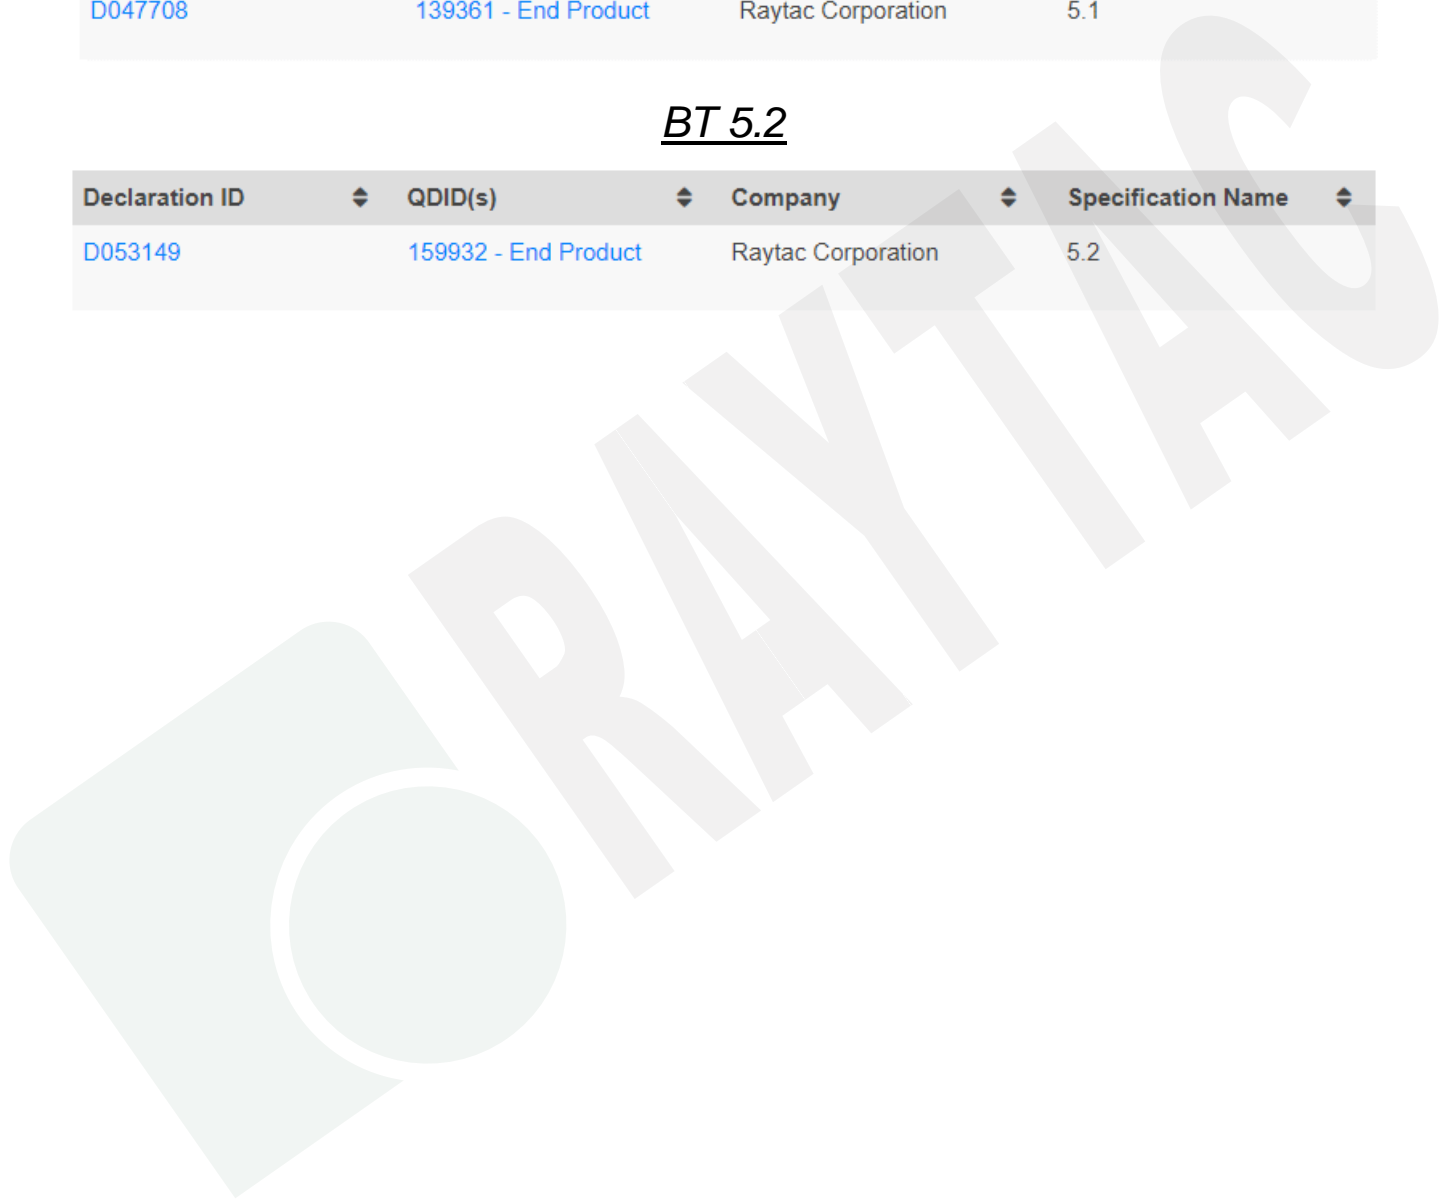 D047708 139361 - End Product Raytac Corporation 5.1
BT 5.2
Declaration ID QDID(s) Company Specification Name
D053149 159932 - End Product Raytac Corporation 5.2
RAYTAC